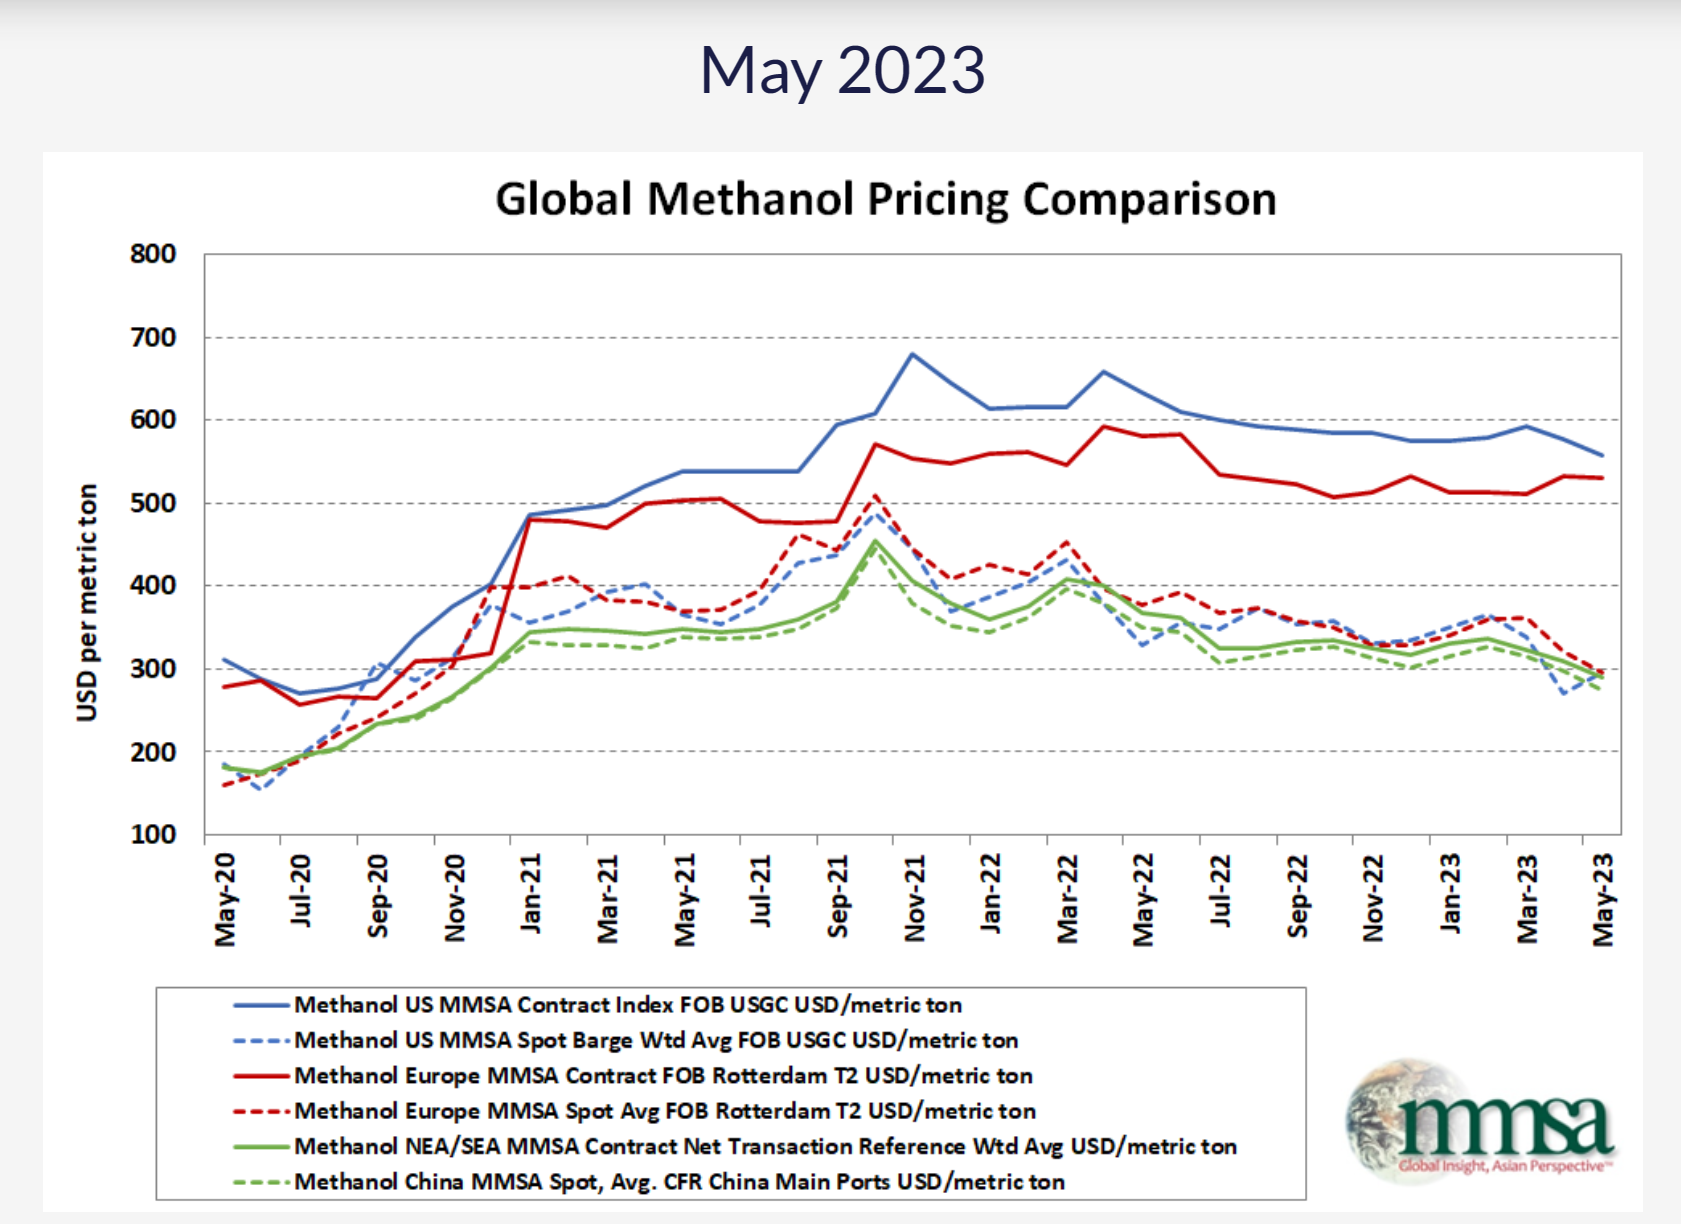 May 2023
Global Methanol Pricing Comparison
800
700
600
500
400
300
200
100
USD per metric ton
May-20
Jul-20
Sep-20
Nov-20
Jan-21
Mar-21
May-21
Jul-21
Sep-21
Nov-21
Jan-22
Mar-22
May-22
Jul-22
Sep-22
Nov-22
Jan-23
Mar-23
May-23
Methanol US MMSA Contract Index FOB USGC USD/metric ton
Methanol US MMSA Spot Barge Wtd Avg FOB USGC USD/metric ton
Methanol Europe MMSA Contract FOB Rotterdam T2 USD/metric ton
Methanol Europe MMSA Spot Avg FOB Rotterdam T2 USD/metric ton
Methanol NEA/SEA MMSA Contract Net Transaction Reference Wtd Avg USD/metric ton
Methanol China MMSA Spot, Avg. CFR China Main Ports USD/metric ton
mmsa
Global Insight, Asian Perspective™